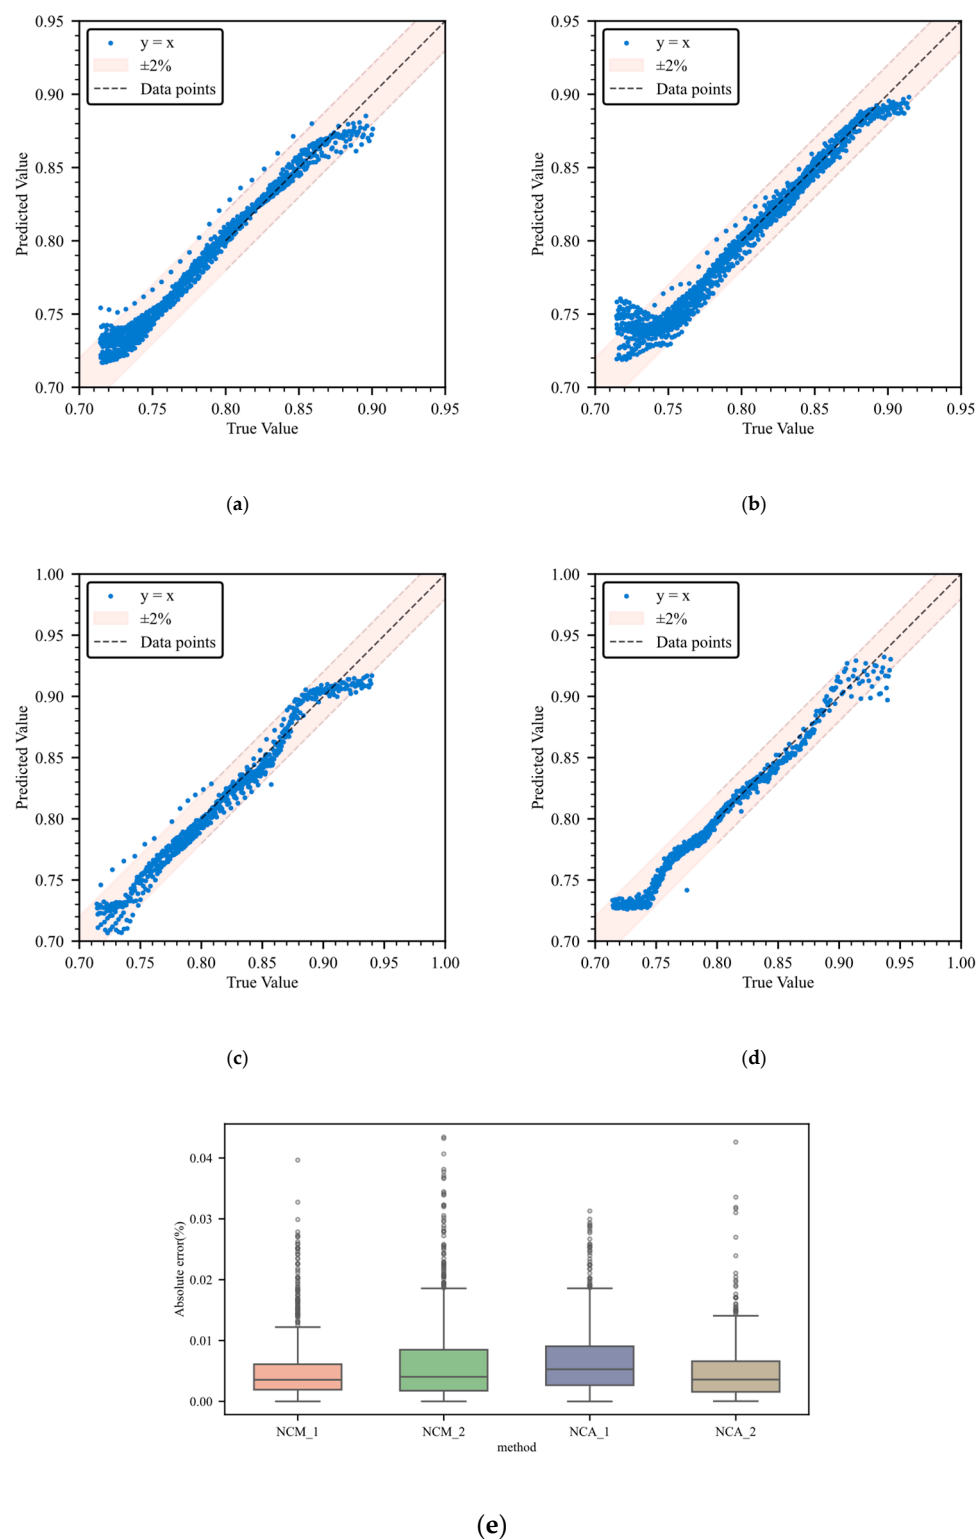 0.95
0.90
0.85
0.80
0.75
0.70
Predicted Value
y = x
±2%
Data points
0.70 0.75 0.80 0.85 0.90 0.95
True Value
(a)
0.95
0.90
0.85
0.80
0.75
0.70
Predicted Value
y = x
±2%
Data points
0.70 0.75 0.80 0.85 0.90 0.95
True Value
(b)
1.00
0.95
0.90
0.85
0.80
0.75
0.70
Predicted Value
y = x
±2%
Data points
0.70 0.75 0.80 0.85 0.90 0.95 1.00
True Value
(c)
1.00
0.95
0.90
0.85
0.80
0.75
0.70
Predicted Value
y = x
±2%
Data points
0.70 0.75 0.80 0.85 0.90 0.95 1.00
True Value
(d)
0.04
0.03
0.02
0.01
0.00
Absolute error(%)
NCM_1 NCM_2 NCA_1 NCA_2
method
(e)